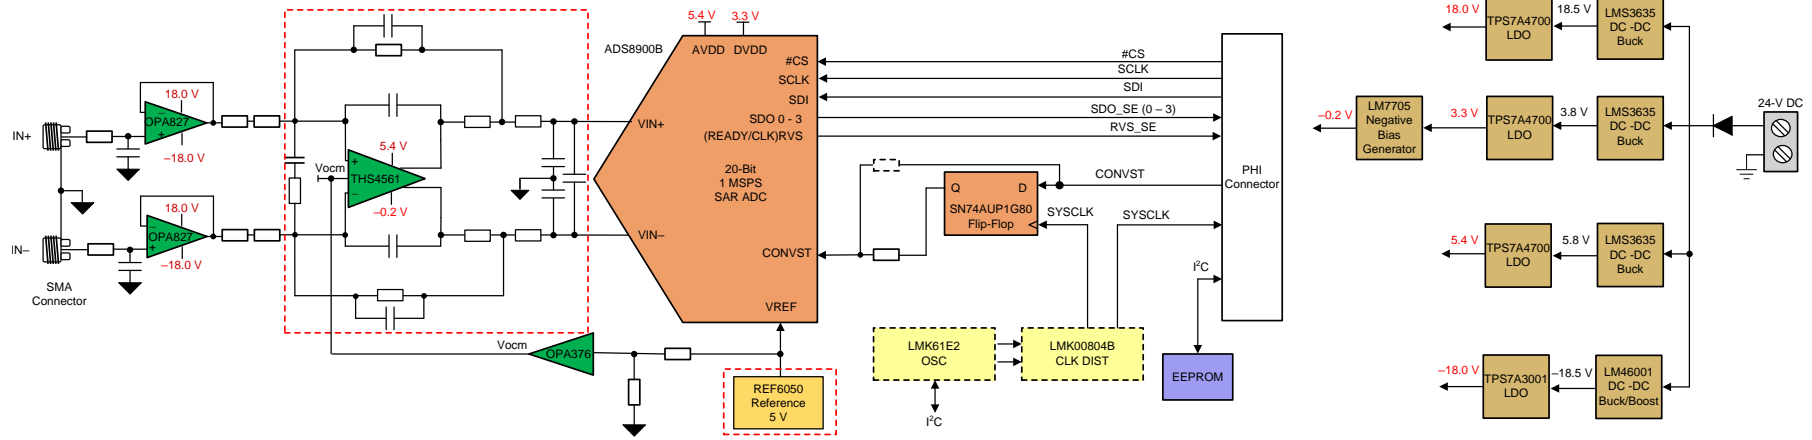 IN+
IN–
SMA
Connector
18.0 V
OPA827
–
+
–18.0 V
18.0 V
OPA827
–
+
–18.0 V
Vocm
5.4 V
+
THS4561
–
–0.2 V
Vocm
OPA376
ADS8900B
5.4 V
3.3 V
AVDD
DVDD
#CS
SCLK
SDI
SDO 0 - 3
(READY/CLK)RVS
VIN+
20-Bit
1 MSPS
SAR ADC
VIN–
CONVST
VREF
REF6050
Reference
5 V
#CS
SCLK
SDI
SDO_SE (0 – 3)
RVS_SE
CONVST
Q
D
SN74AUP1G80
Flip-Flop
SYSCLK
SYSCLK
I²C
PHI
Connector
LMK61E2
OSC
I²C
LMK00804B
CLK DIST
EEPROM
18.0 V
TPS7A4700
LDO
18.5 V
LMS3635
DC -DC
Buck
–0.2 V
LM7705
Negative
Bias
Generator
3.3 V
TPS7A4700
LDO
3.8 V
LMS3635
DC -DC
Buck
24-V DC
5.4 V
TPS7A4700
LDO
5.8 V
LMS3635
DC -DC
Buck
–18.0 V
TPS7A3001
LDO
–18.5 V
LM46001
DC -DC
Buck/Boost